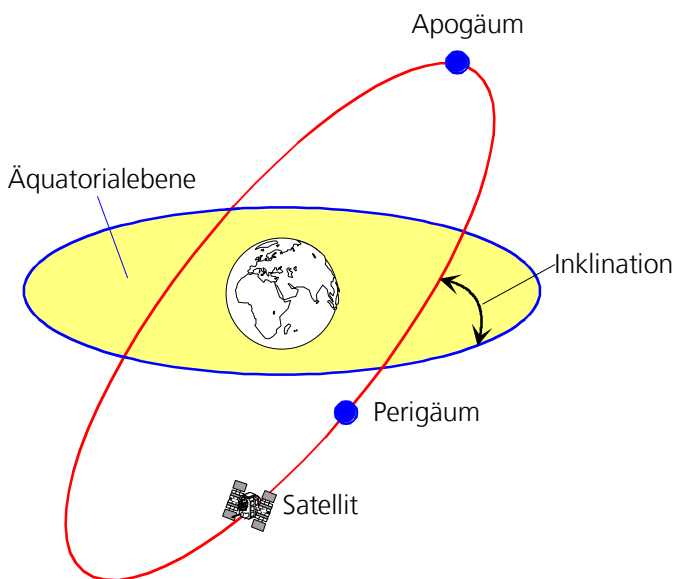 Apogäum
Äquatorialebene
Inklination
Perigäum
Satellit